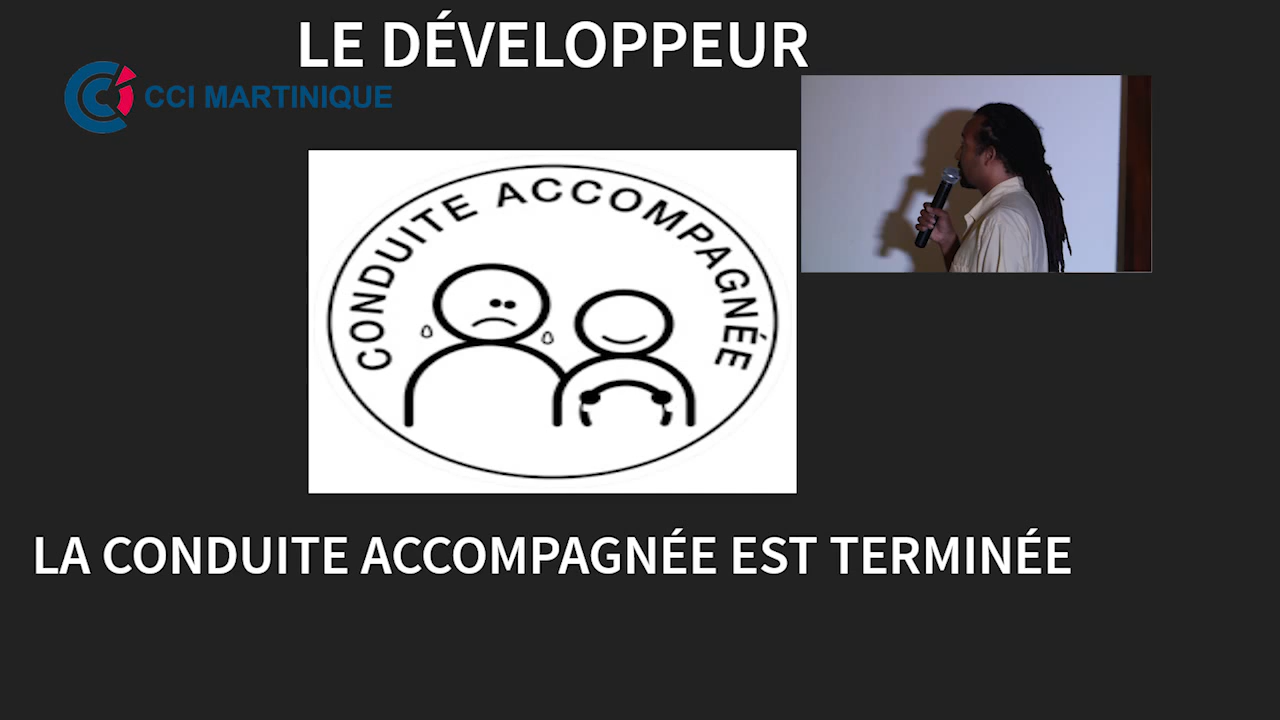 LE DÉVELOPPEUR
CCI MARTINIQUE
CONDUITE ACCOMPAGNÉE
LA CONDUITE ACCOMPAGNÉE EST TERMINÉE